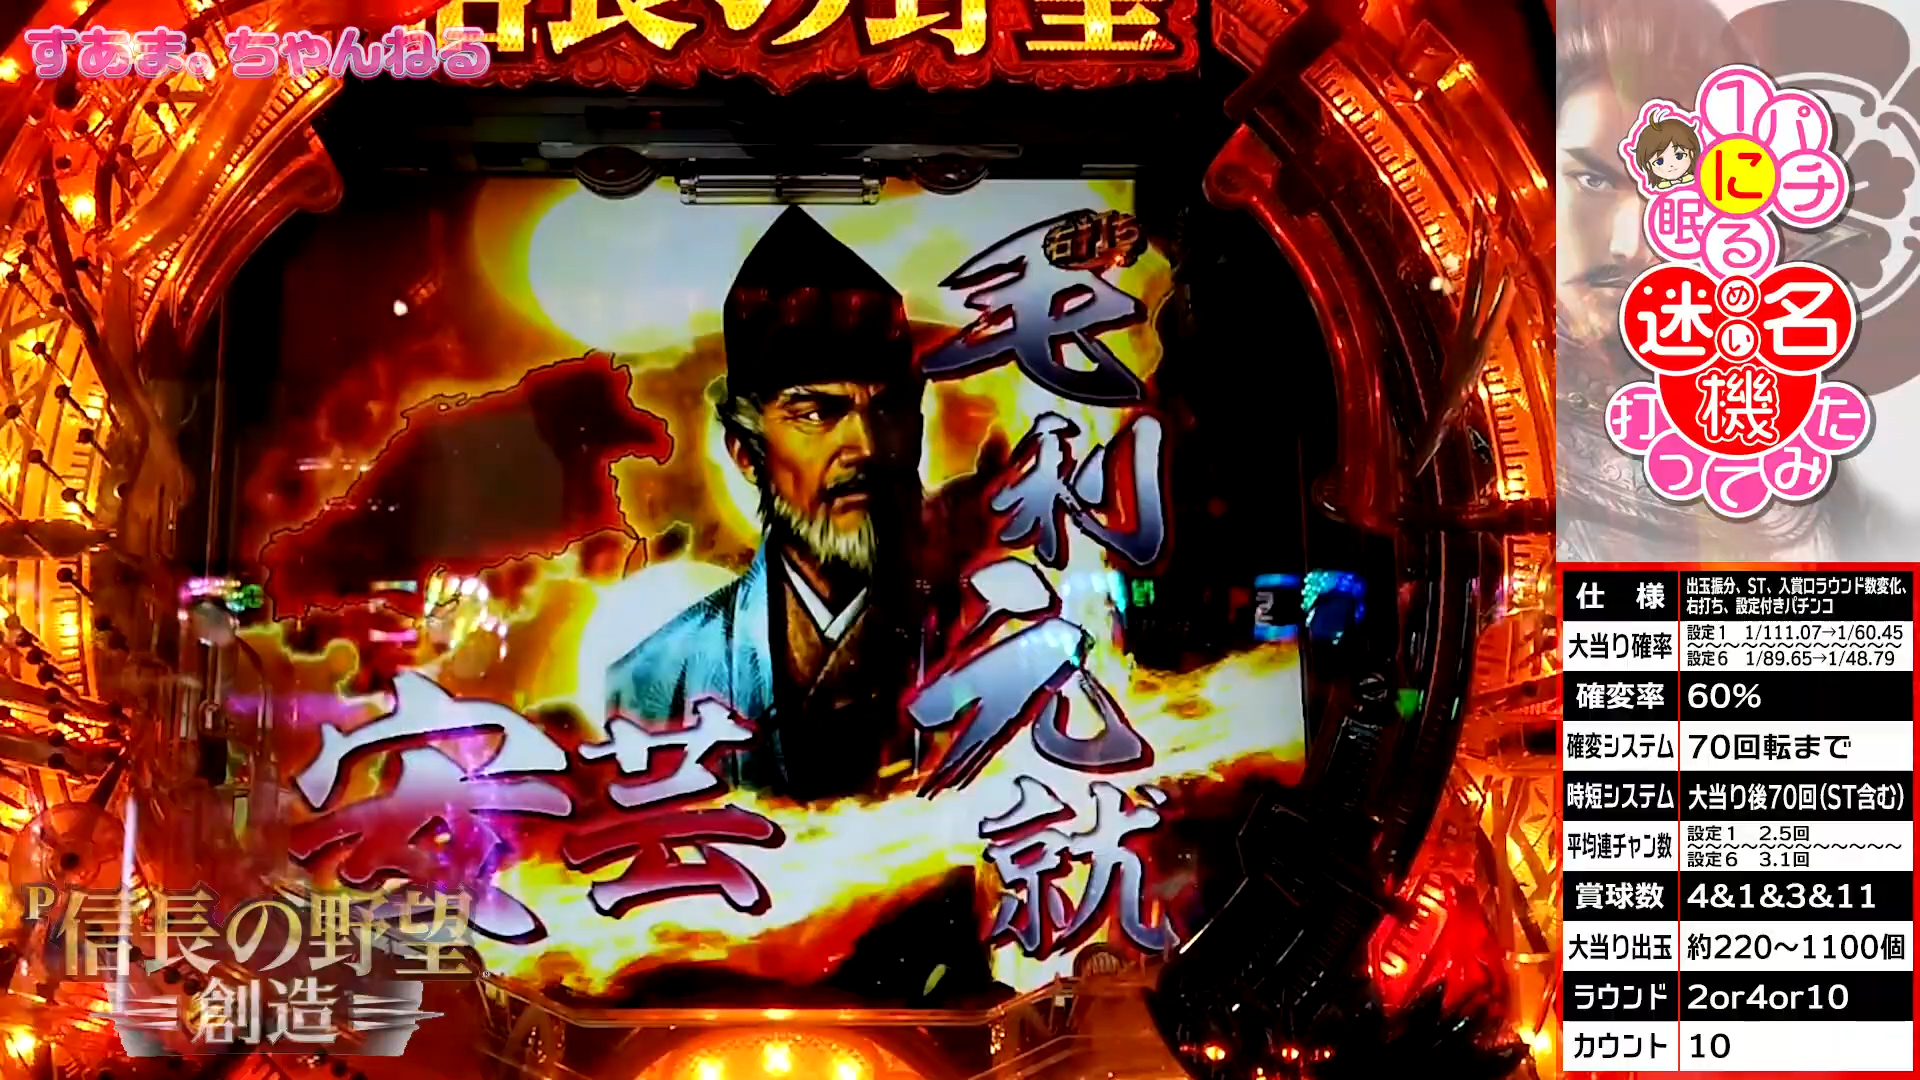 信長の野望
すあま。ちゃんねる
右打ち
毛利元就
安芸
P信長の野望
創造
1パチ
に
眠る
めい
迷名
機
打ってみた
仕 様 出玉振分、ST、入賞口ラウンド数変化、
右打ち、設定付きパチンコ
大当り確率 設定1 1/111.07→1/60.45
〜〜〜〜〜〜〜〜〜〜〜〜
設定6 1/89.65→1/48.79
確変率 60%
確変システム 70回転まで
時短システム 大当り後70回(ST含む)
平均連チャン数 設定1 2.5回
〜〜〜〜〜〜〜〜〜〜〜〜
設定6 3.1回
賞球数 4&1&3&11
大当り出玉 約220〜1100個
ラウンド 2or4or10
カウント 10